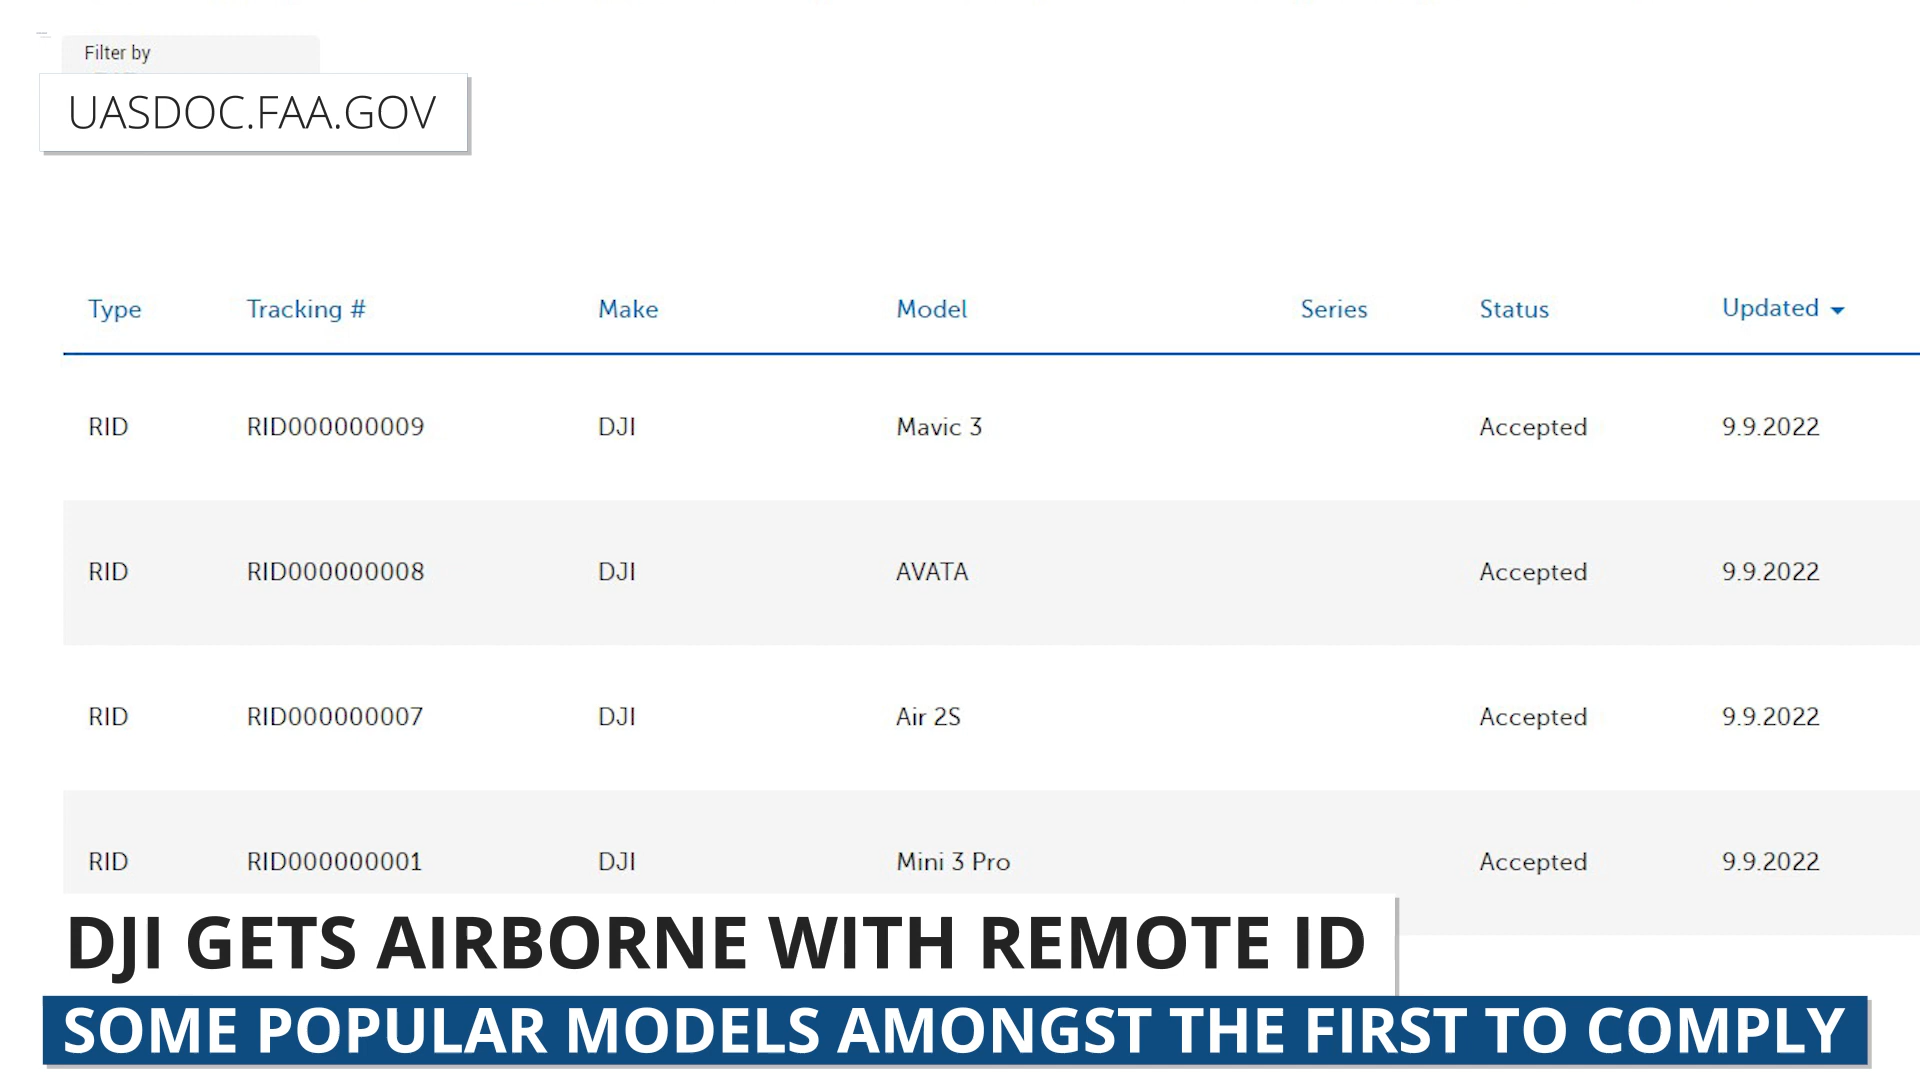 Filter by
UASDOC.FAA.GOV
Type Tracking # Make Model Series Status Updated
RID RID000000009 DJI Mavic 3 Accepted 9.9.2022
RID RID000000008 DJI AVATA Accepted 9.9.2022
RID RID000000007 DJI Air 2S Accepted 9.9.2022
RID RID000000001 DJI Mini 3 Pro Accepted 9.9.2022
DJI GETS AIRBORNE WITH REMOTE ID
SOME POPULAR MODELS AMONGST THE FIRST TO COMPLY